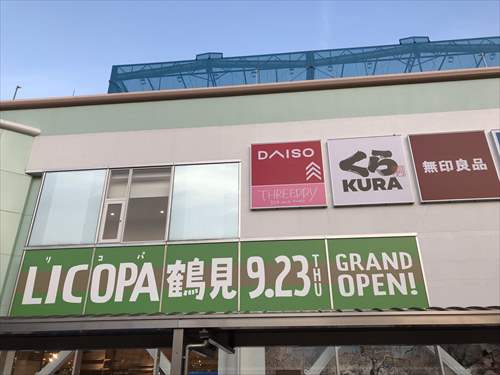 DAISO
THREEPPY
くら
KURA
無印良品
リコパ
LICOPA 鶴見 9.23 THU GRAND OPEN!